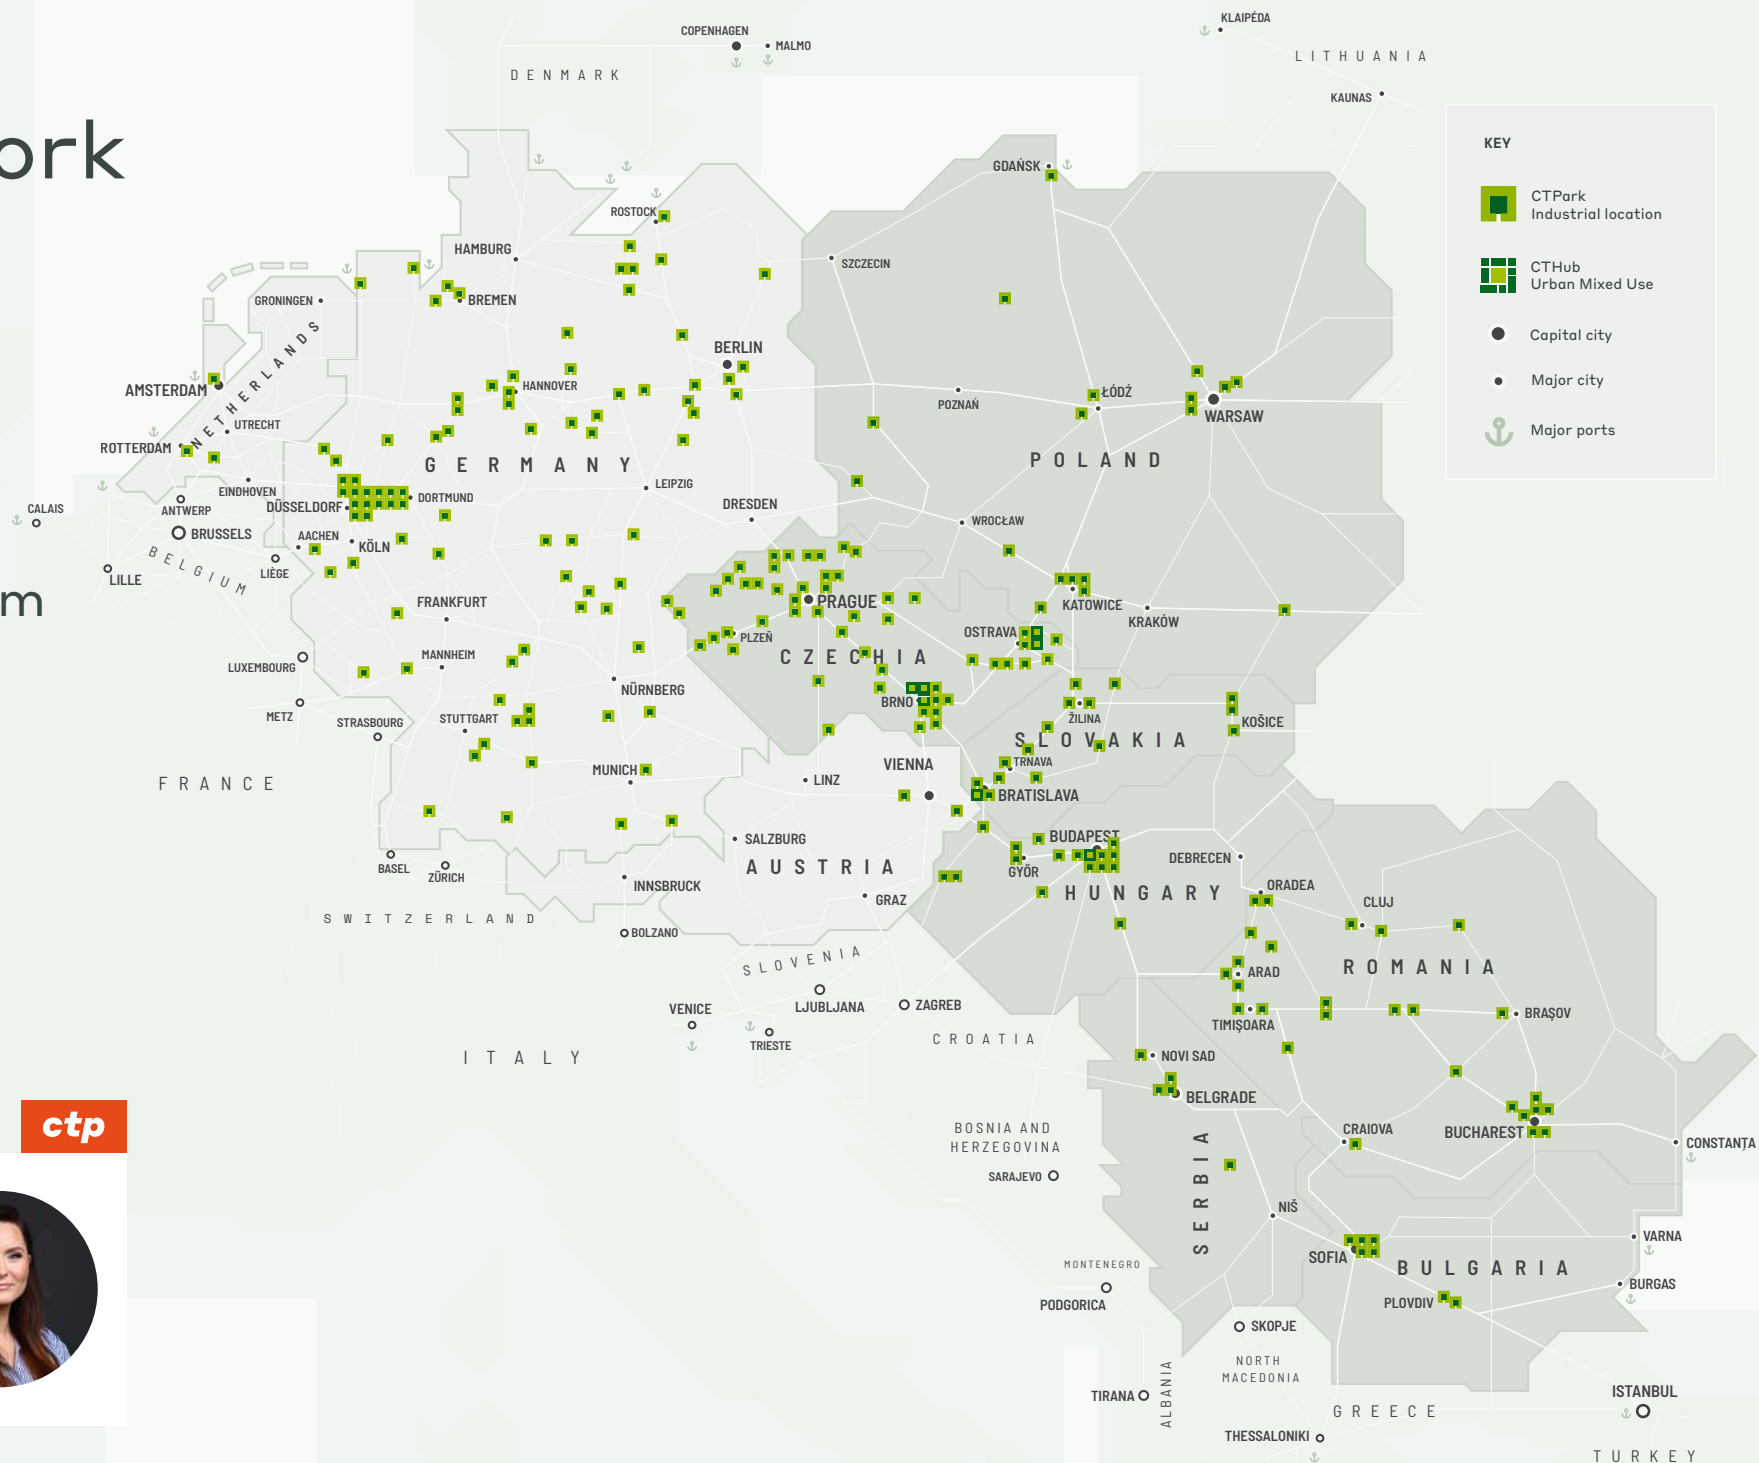 ork
m
ctp
COPENHAGEN
MALMO
DENMARK
KLAIPÉDA
LITHUANIA
KAUNAS
KEY
CTPark
Industrial location
CTHub
Urban Mixed Use
Capital city
Major city
Major ports
GDAŃSK
ROSTOCK
HAMBURG
SZCZECIN
GRONINGEN
BREMEN
NETHERLANDS
BERLIN
AMSTERDAM
HANNOVER
POZNAŃ
ŁÓDŹ
WARSAW
UTRECHT
ROTTERDAM
GERMANY
POLAND
EINDHOVEN
LEIPZIG
DORTMUND
DRESDEN
CALAIS
ANTWERP
DÜSSELDORF
WROCŁAW
BRUSSELS
AACHEN
KÖLN
BELGIUM
LIÈGE
LILLE
FRANKFURT
PRAGUE
KATOWICE
KRAKÓW
OSTRAVA
PLZEŇ
CZECHIA
LUXEMBOURG
MANNHEIM
NÜRNBERG
BRNO
METZ
STRASBOURG
STUTTGART
ŽILINA
KOŠICE
SLOVAKIA
VIENNA
TRNAVA
MUNICH
LINZ
FRANCE
BRATISLAVA
SALZBURG
BUDAPEST
BASEL
ZÜRICH
AUSTRIA
GYŐR
DEBRECEN
INNSBRUCK
HUNGARY
ORADEA
GRAZ
CLUJ
SWITZERLAND
BOLZANO
SLOVENIA
ROMANIA
ARAD
VENICE
LJUBLJANA
ZAGREB
TIMIȘOARA
BRAȘOV
TRIESTE
CROATIA
ITALY
NOVI SAD
BELGRADE
BOSNIA AND
HERZEGOVINA
CRAIOVA
BUCHAREST
CONSTANȚA
SARAJEVO
SERBIA
NIŠ
VARNA
SOFIA
BULGARIA
MONTENEGRO
BURGAS
PODGORICA
PLOVDIV
SKOPJE
NORTH
MACEDONIA
TIRANA
ALBANIA
ISTANBUL
GREECE
THESSALONIKI
TURKEY